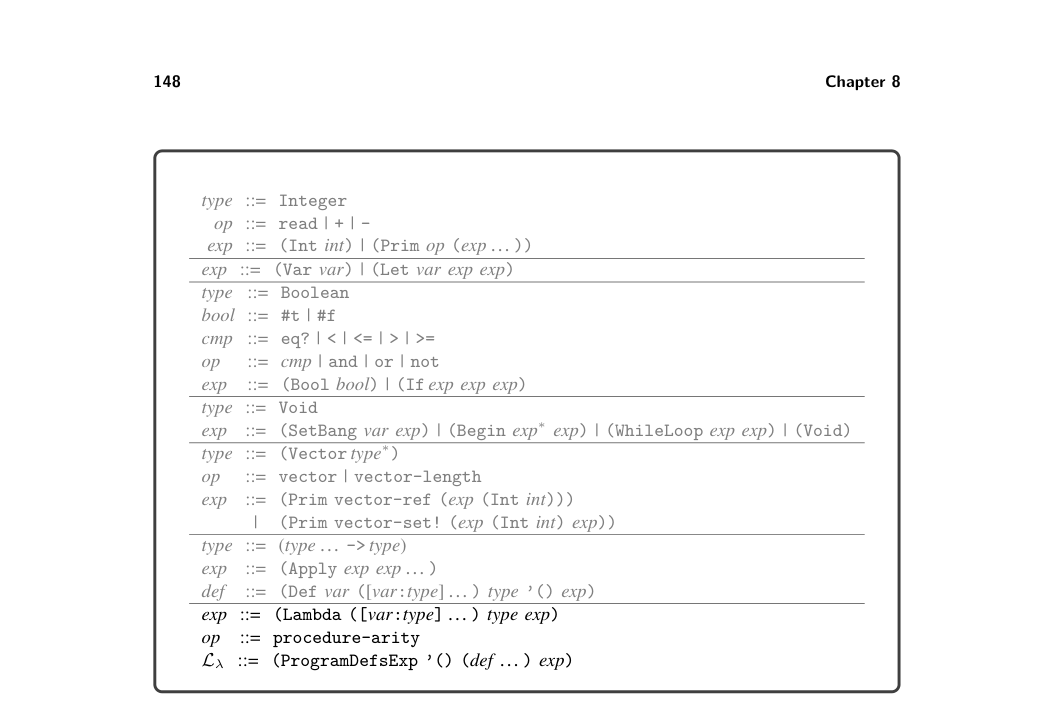 148 Chapter 8
type ::= Integer
op ::= read | + | -
exp ::= (Int int) | (Prim op (exp ... ))
exp ::= (Var var) | (Let var exp exp)
type ::= Boolean
bool ::= #t | #f
cmp ::= eq? | < | <= | > | >=
op ::= cmp | and | or | not
exp ::= (Bool bool) | (If exp exp exp)
type ::= Void
exp ::= (SetBang var exp) | (Begin exp* exp) | (WhileLoop exp exp) | (Void)
type ::= (Vector type*)
op ::= vector | vector-length
exp ::= (Prim vector-ref (exp (Int int)))
| (Prim vector-set! (exp (Int int) exp))
type ::= (type ... -> type)
exp ::= (Apply exp exp ... )
def ::= (Def var ([var:type] ... ) type '() exp)
exp ::= (Lambda ([var:type] ... ) type exp)
op ::= procedure-arity
ℒλ ::= (ProgramDefsExp '() (def ... ) exp)